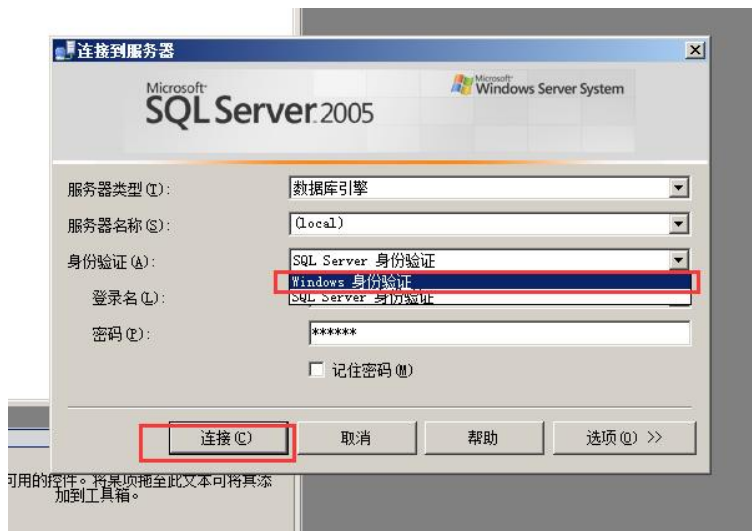 连接到服务器
Microsoft
SQL Server 2005
Microsoft
Windows Server System
服务器类型(T): 数据库引擎
服务器名称(S): (local)
身份验证(A): SQL Server 身份验证
Windows 身份验证
登录名(L): SQL Server 身份验证
密码(P): ******
记住密码(M)
连接(C) 取消 帮助 选项(O) >>
可用的控件。将某项拖至此文本可将其添
加到工具箱。